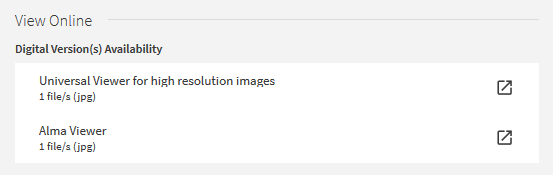 View Online
Digital Version(s) Availability
Universal Viewer for high resolution images
1 file/s (jpg)
Alma Viewer
1 file/s (jpg)